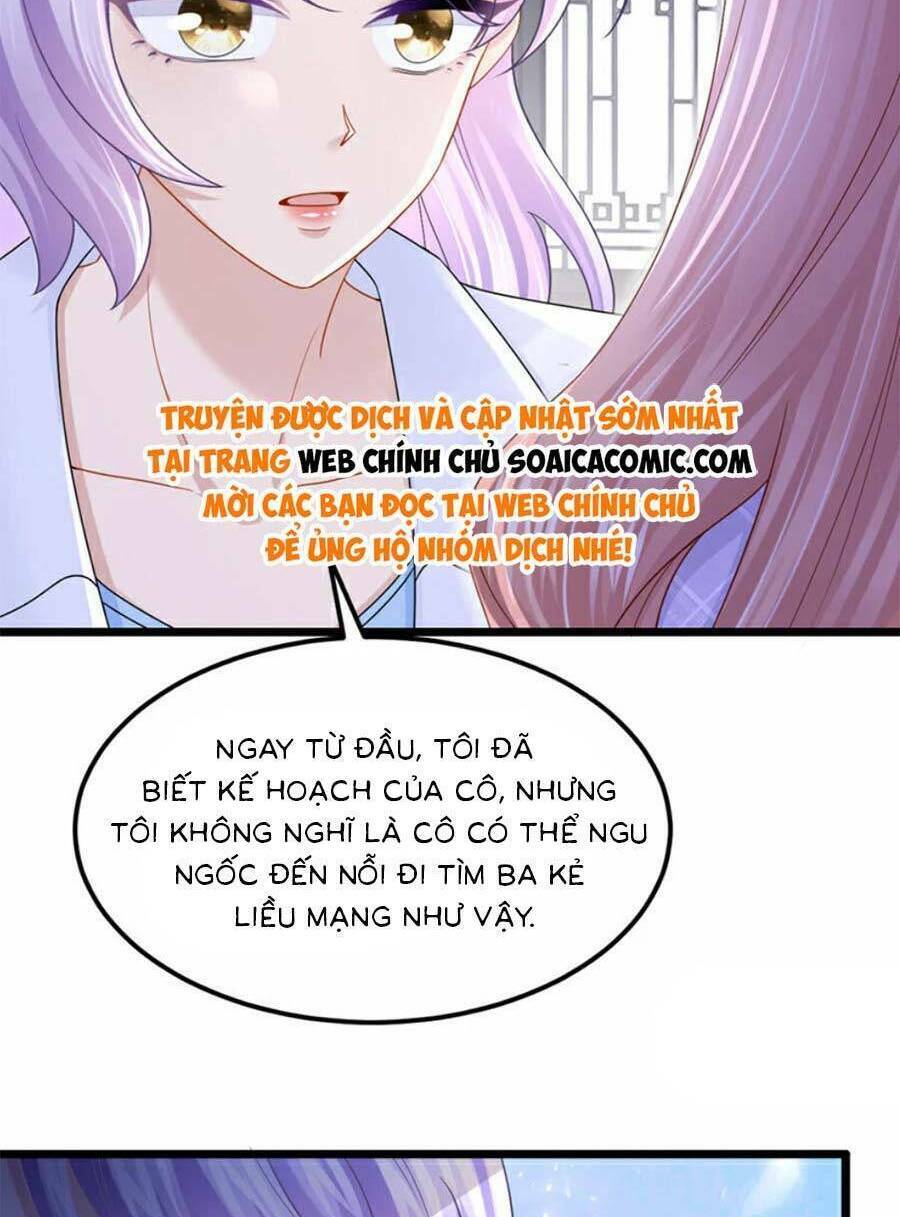 TRUYỆN ĐƯỢC DỊCH VÀ CẬP NHẬT SỚM NHẤT
TẠI TRANG WEB CHÍNH CHỦ SOAICACOMIC.COM
MỜI CÁC BẠN ĐỌC TẠI WEB CHÍNH CHỦ
ĐỂ ỦNG HỘ NHÓM DỊCH NHÉ!
NGAY TỪ ĐẦU, TÔI ĐÃ
BIẾT KẾ HOẠCH CỦA CÔ, NHƯNG
TÔI KHÔNG NGHĨ LÀ CÔ CÓ THỂ NGU
NGỐC ĐẾN NỖI ĐI TÌM BA KẺ
LIỀU MẠNG NHƯ VẬY.